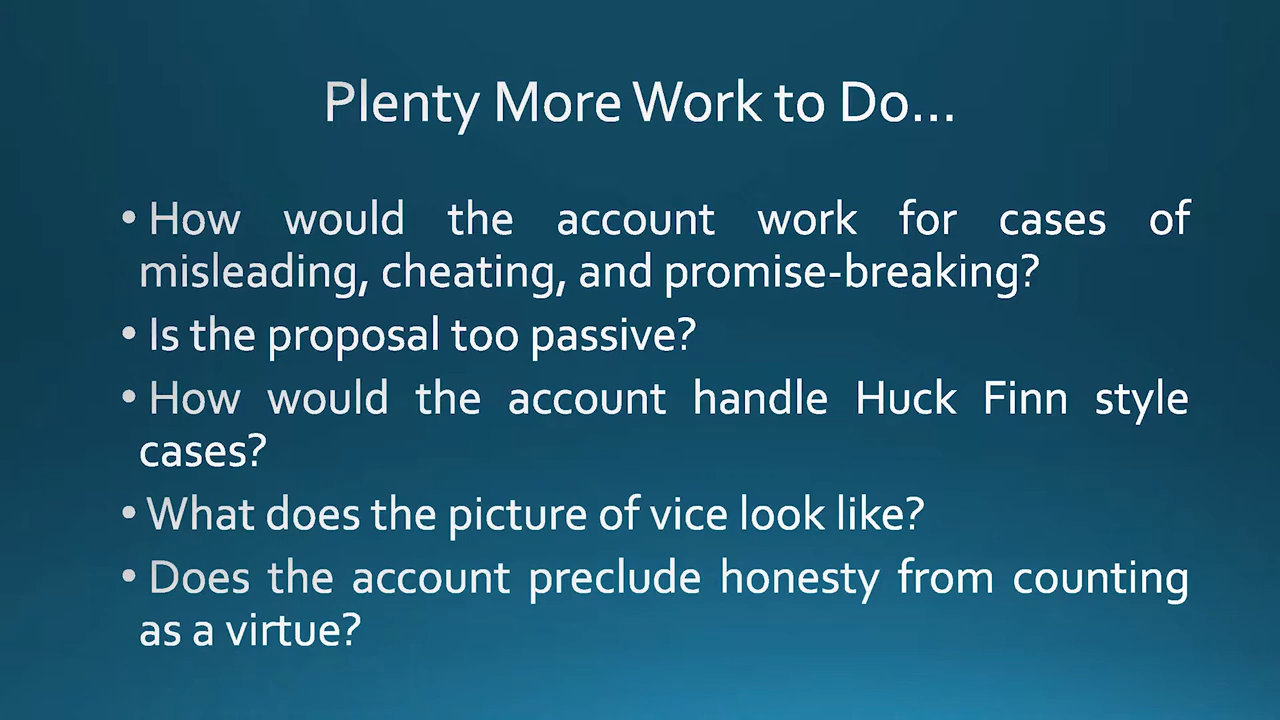 Plenty More Work to Do...
• How would the account work for cases of
misleading, cheating, and promise-breaking?
• Is the proposal too passive?
• How would the account handle Huck Finn style
cases?
• What does the picture of vice look like?
• Does the account preclude honesty from counting
as a virtue?